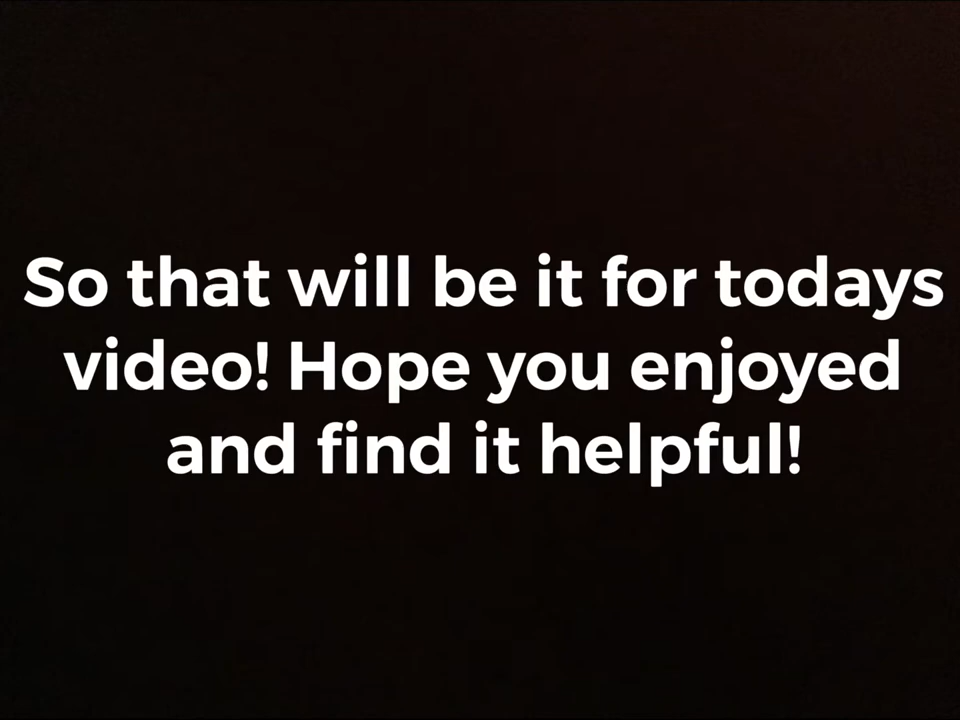 So that will be it for todays
video! Hope you enjoyed
and find it helpful!